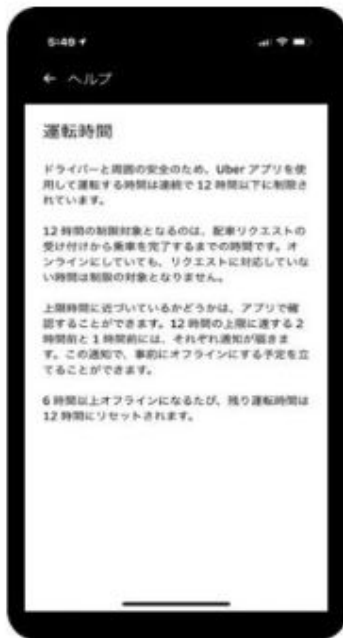 5:49
← ヘルプ
運転時間
ドライバーと周囲の安全のため、Uber アプリを使
用して運転する時間は連続で 12 時間以下に制限さ
れています。
12 時間の制限対象となるのは、配車リクエストの
受け付けから乗車を完了するまでの時間です。オ
ンラインにしていても、リクエストに対応していな
い時間は制限の対象となりません。
上限時間に近づいているかどうかは、アプリで確
認することができます。12 時間の上限に達する 2
時間前と 1 時間前には、それぞれ通知が届きま
す。この通知で、事前にオフラインにする予定を立
てることができます。
6 時間以上オフラインになるたび、残り運転時間は
12 時間にリセットされます。